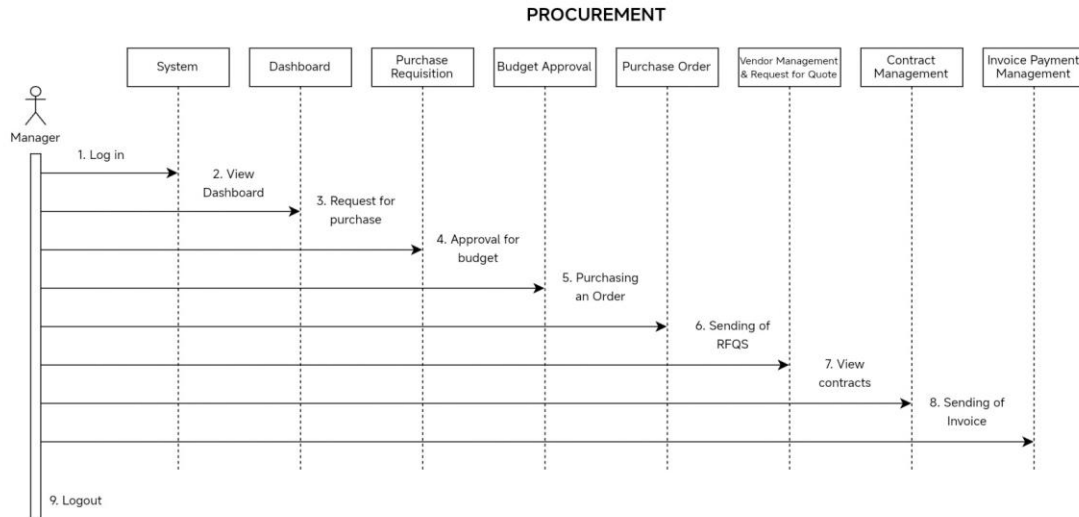 PROCUREMENT
System
Dashboard
Purchase
Requisition
Budget Approval
Purchase Order
Vendor Management
& Request for Quote
Contract
Management
Invoice Payment
Management
Manager
1. Log in
2. View
Dashboard
3. Request for
purchase
4. Approval for
budget
5. Purchasing
an Order
6. Sending of
RFQS
7. View
contracts
8. Sending of
Invoice
9. Logout